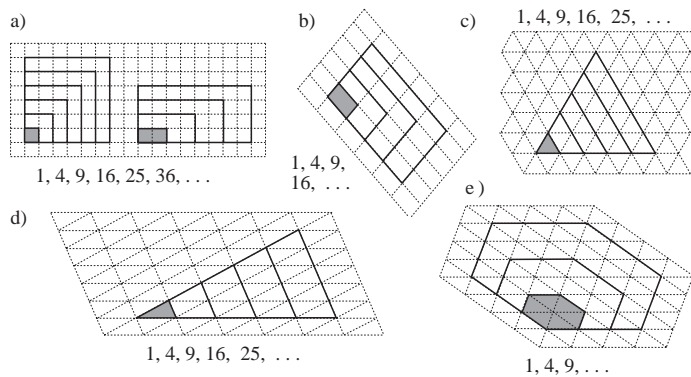 a)
1, 4, 9, 16, 25, 36, . . .
b)
1, 4, 9,
16, . . .
c)
1, 4, 9, 16, 25, . . .
d)
1, 4, 9, 16, 25, . . .
e )
1, 4, 9, . . .